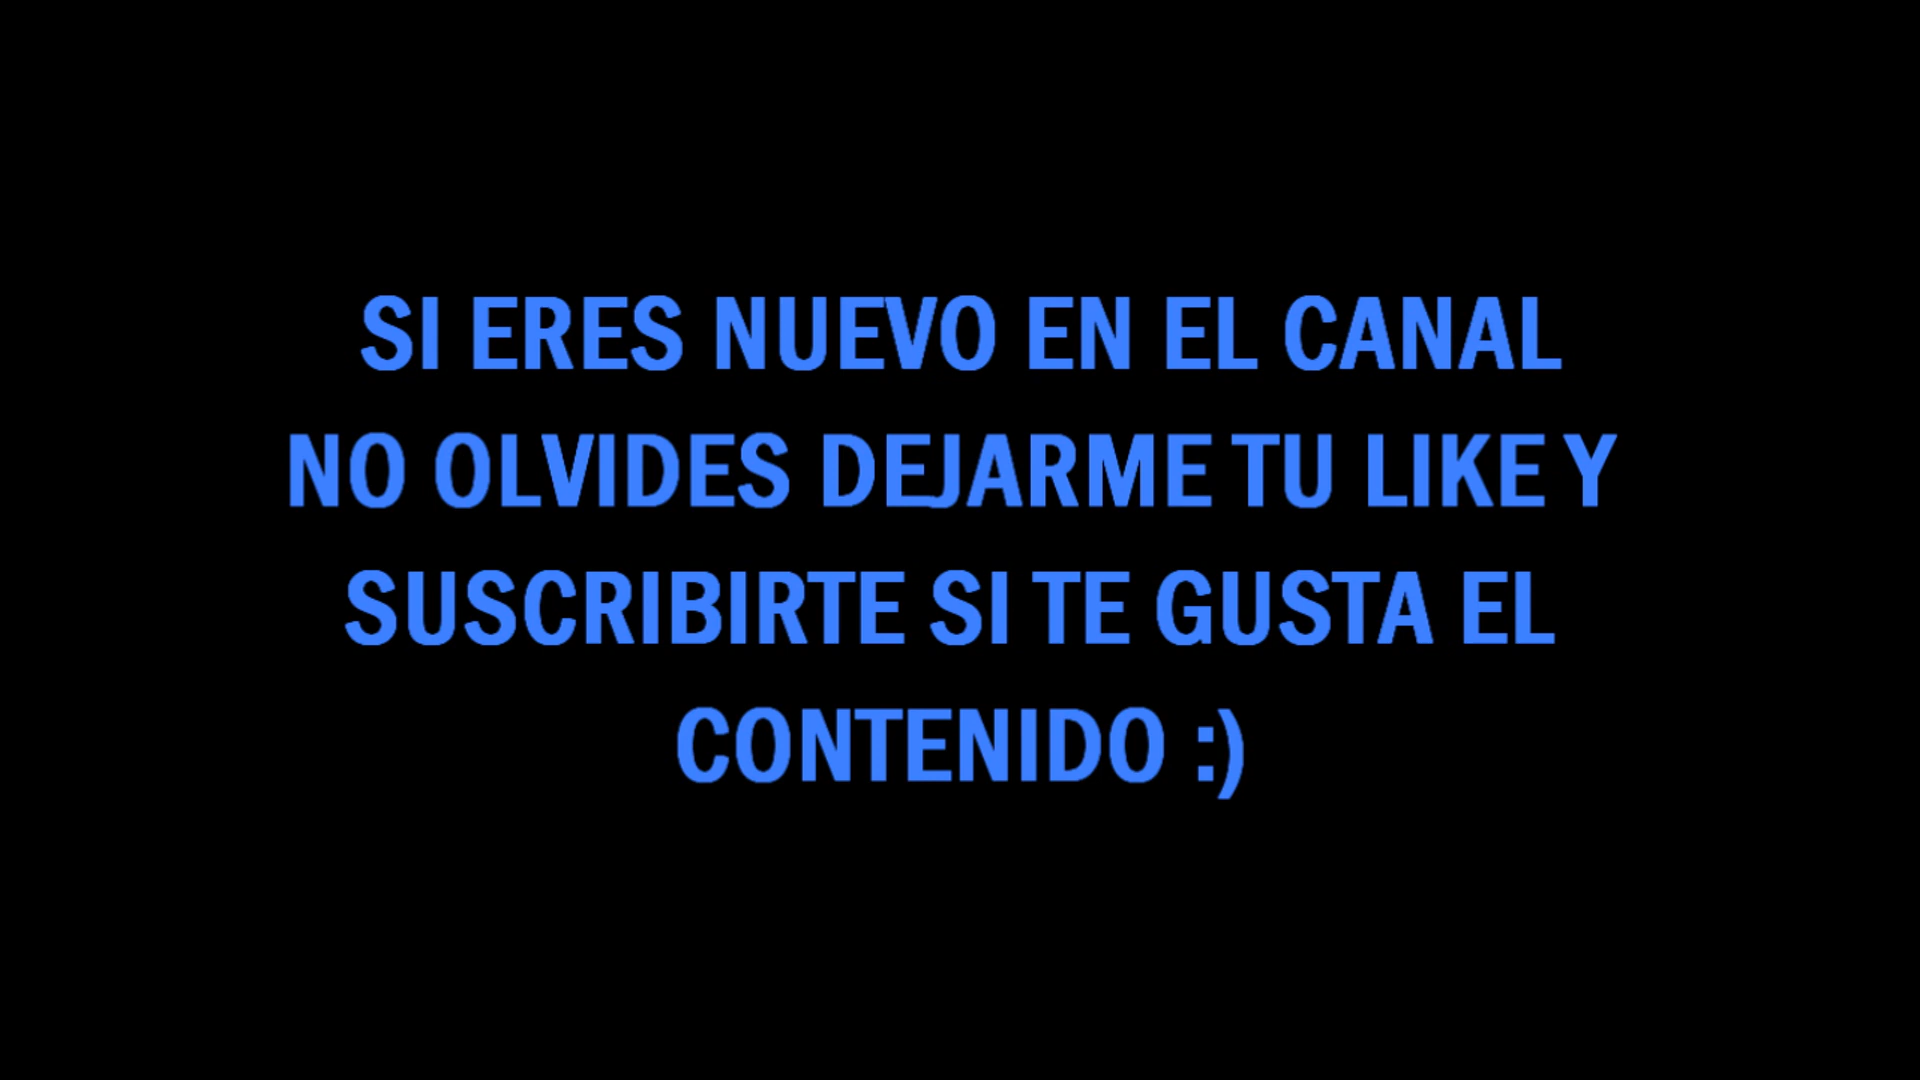 SI ERES NUEVO EN EL CANAL
NO OLVIDES DEJARME TU LIKE Y
SUSCRIBIRTE SI TE GUSTA EL
CONTENIDO :)